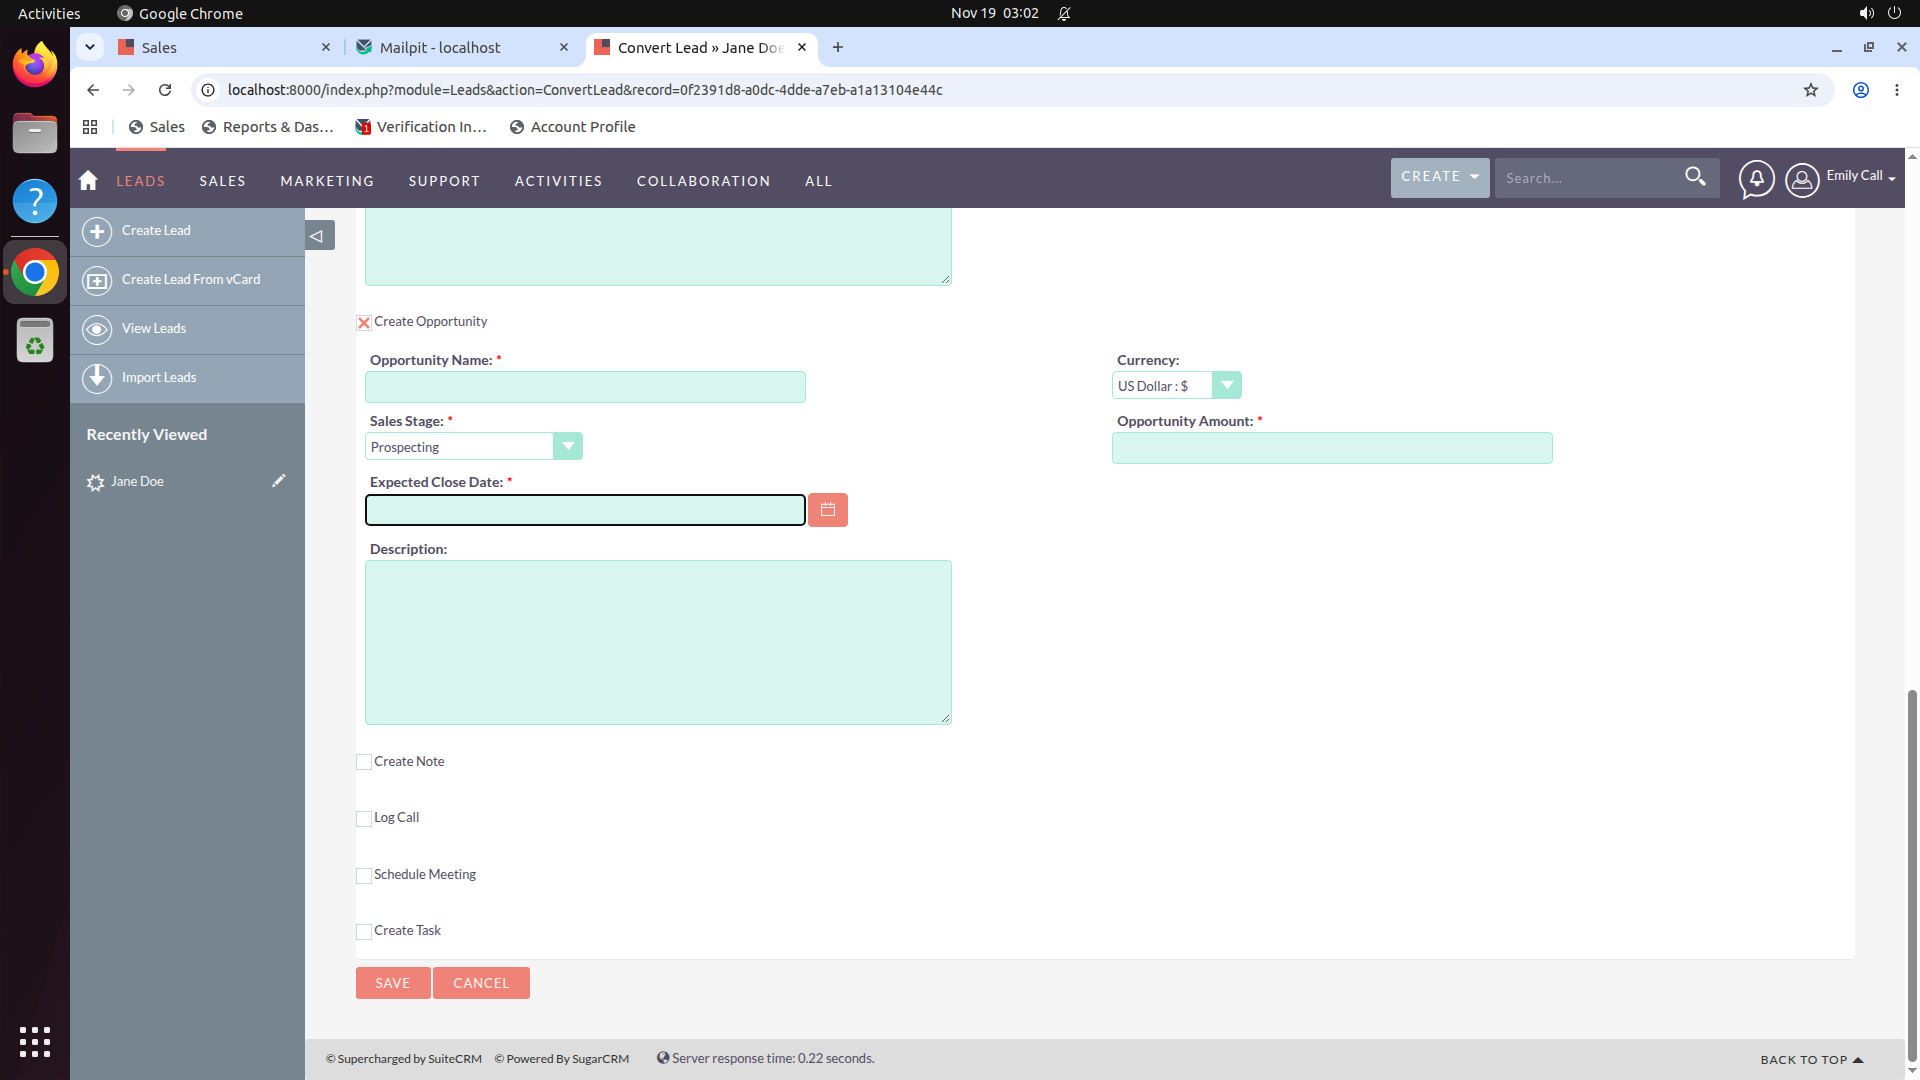 Activities
Google Chrome
Nov 19 03:02
Sales
Mailpit - localhost
Convert Lead » Jane Doe
localhost:8000/index.php?module=Leads&action=ConvertLead&record=0f2391d8-a0dc-4dde-a7eb-a1a13104e44c
Sales
Reports & Das...
1
Verification In...
Account Profile
LEADS
SALES
MARKETING
SUPPORT
ACTIVITIES
COLLABORATION
ALL
CREATE
Search...
Emily Call
Create Lead
Create Lead From vCard
View Leads
Import Leads
Recently Viewed
Jane Doe
Create Opportunity
Opportunity Name: *
Currency:
US Dollar : $
Sales Stage: *
Opportunity Amount: *
Prospecting
Expected Close Date: *
Description:
Create Note
Log Call
Schedule Meeting
Create Task
SAVE
CANCEL
© Supercharged by SuiteCRM
© Powered By SugarCRM
Server response time: 0.22 seconds.
BACK TO TOP